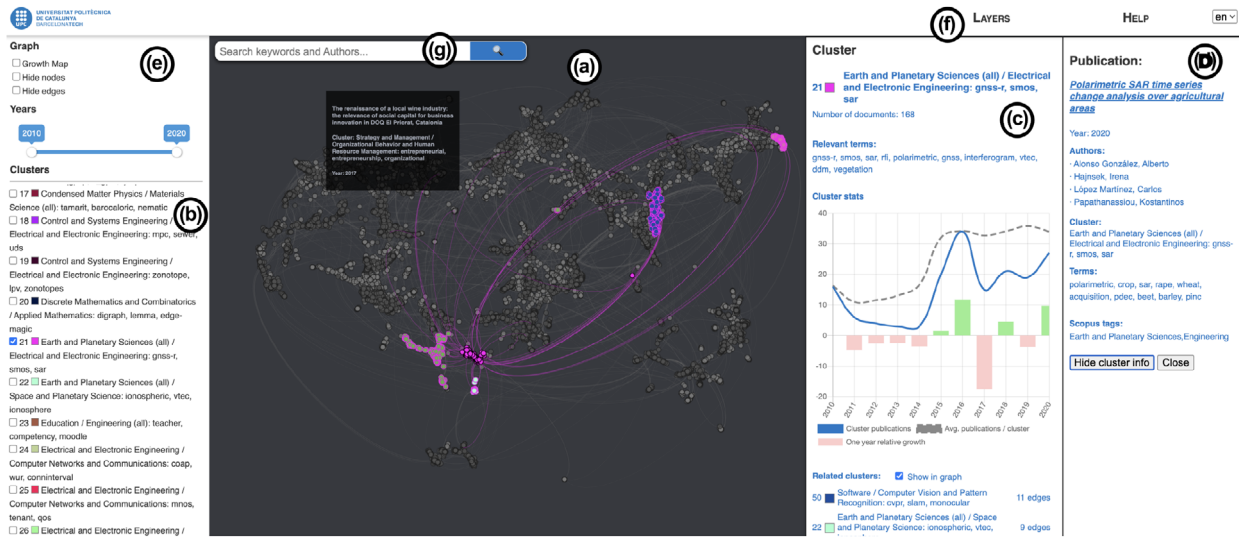 UNIVERSITAT POLITÈCNICA
DE CATALUNYA
BARCELONATECH
UPC
(f)
LAYERS
HELP
en
Graph
(e)
Growth Map
Hide nodes
Hide edges
Years
2010
2020
Clusters
17 Condensed Matter Physics / Materials
Science (all): tamarit, barocaloric, nematic
18 Control and Systems Engineering /
Electrical and Electronic Engineering: mpc, sewer,
uds
(b)
19 Control and Systems Engineering /
Electrical and Electronic Engineering: zonotope,
lpv, zonotopes
20 Discrete Mathematics and Combinatorics
/ Applied Mathematics: digraph, lemma, edge-
magic
21 Earth and Planetary Sciences (all) /
Electrical and Electronic Engineering: gnss-r,
smos, sar
22 Earth and Planetary Sciences (all) /
Space and Planetary Science: ionospheric, vtec,
ionosphere
23 Education / Engineering (all): teacher,
competency, moodle
24 Electrical and Electronic Engineering /
Computer Networks and Communications: coap,
wur, conninterval
25 Electrical and Electronic Engineering /
Computer Networks and Communications: mnos,
tenant, qos
26 Electrical and Electronic Engineering /
Search keywords and Authors...
(g)
(a)
The renaissance of a local wine industry:
the relevance of social capital for business
innovation in DOQ El Priorat, Catalonia
Cluster: Strategy and Management /
Organizational Behavior and Human
Resource Management: entrepreneurial,
entrepreneurship, organizational
Year: 2017
Cluster
21 Earth and Planetary Sciences (all) / Electrical
and Electronic Engineering: gnss-r, smos,
sar
Number of documents: 168
(c)
Relevant terms:
gnss-r, smos, sar, rfi, polarimetric, gnss, interferogram, vtec,
ddm, vegetation
Cluster stats
40
30
20
10
0
-10
-20
2010 2011 2012 2013 2014 2015 2016 2017 2018 2019 2020
Cluster publications Avg. publications / cluster
One year relative growth
Related clusters: Show in graph
50 Software / Computer Vision and Pattern
Recognition: cvpr, slam, monocular 11 edges
22 Earth and Planetary Sciences (all) / Space
and Planetary Science: ionospheric, vtec, 9 edges
Publication:
(D)
Polarimetric SAR time series
change analysis over agricultural
areas
Year: 2020
Authors:
· Alonso González, Alberto
· Hajnsek, Irena
· López Martínez, Carlos
· Papathanassiou, Kostantinos
Cluster:
Earth and Planetary Sciences (all) /
Electrical and Electronic Engineering: gnss-
r, smos, sar
Terms:
polarimetric, crop, sar, rape, wheat,
acquisition, pdec, beet, barley, pinc
Scopus tags:
Earth and Planetary Sciences,Engineering
Hide cluster info
Close